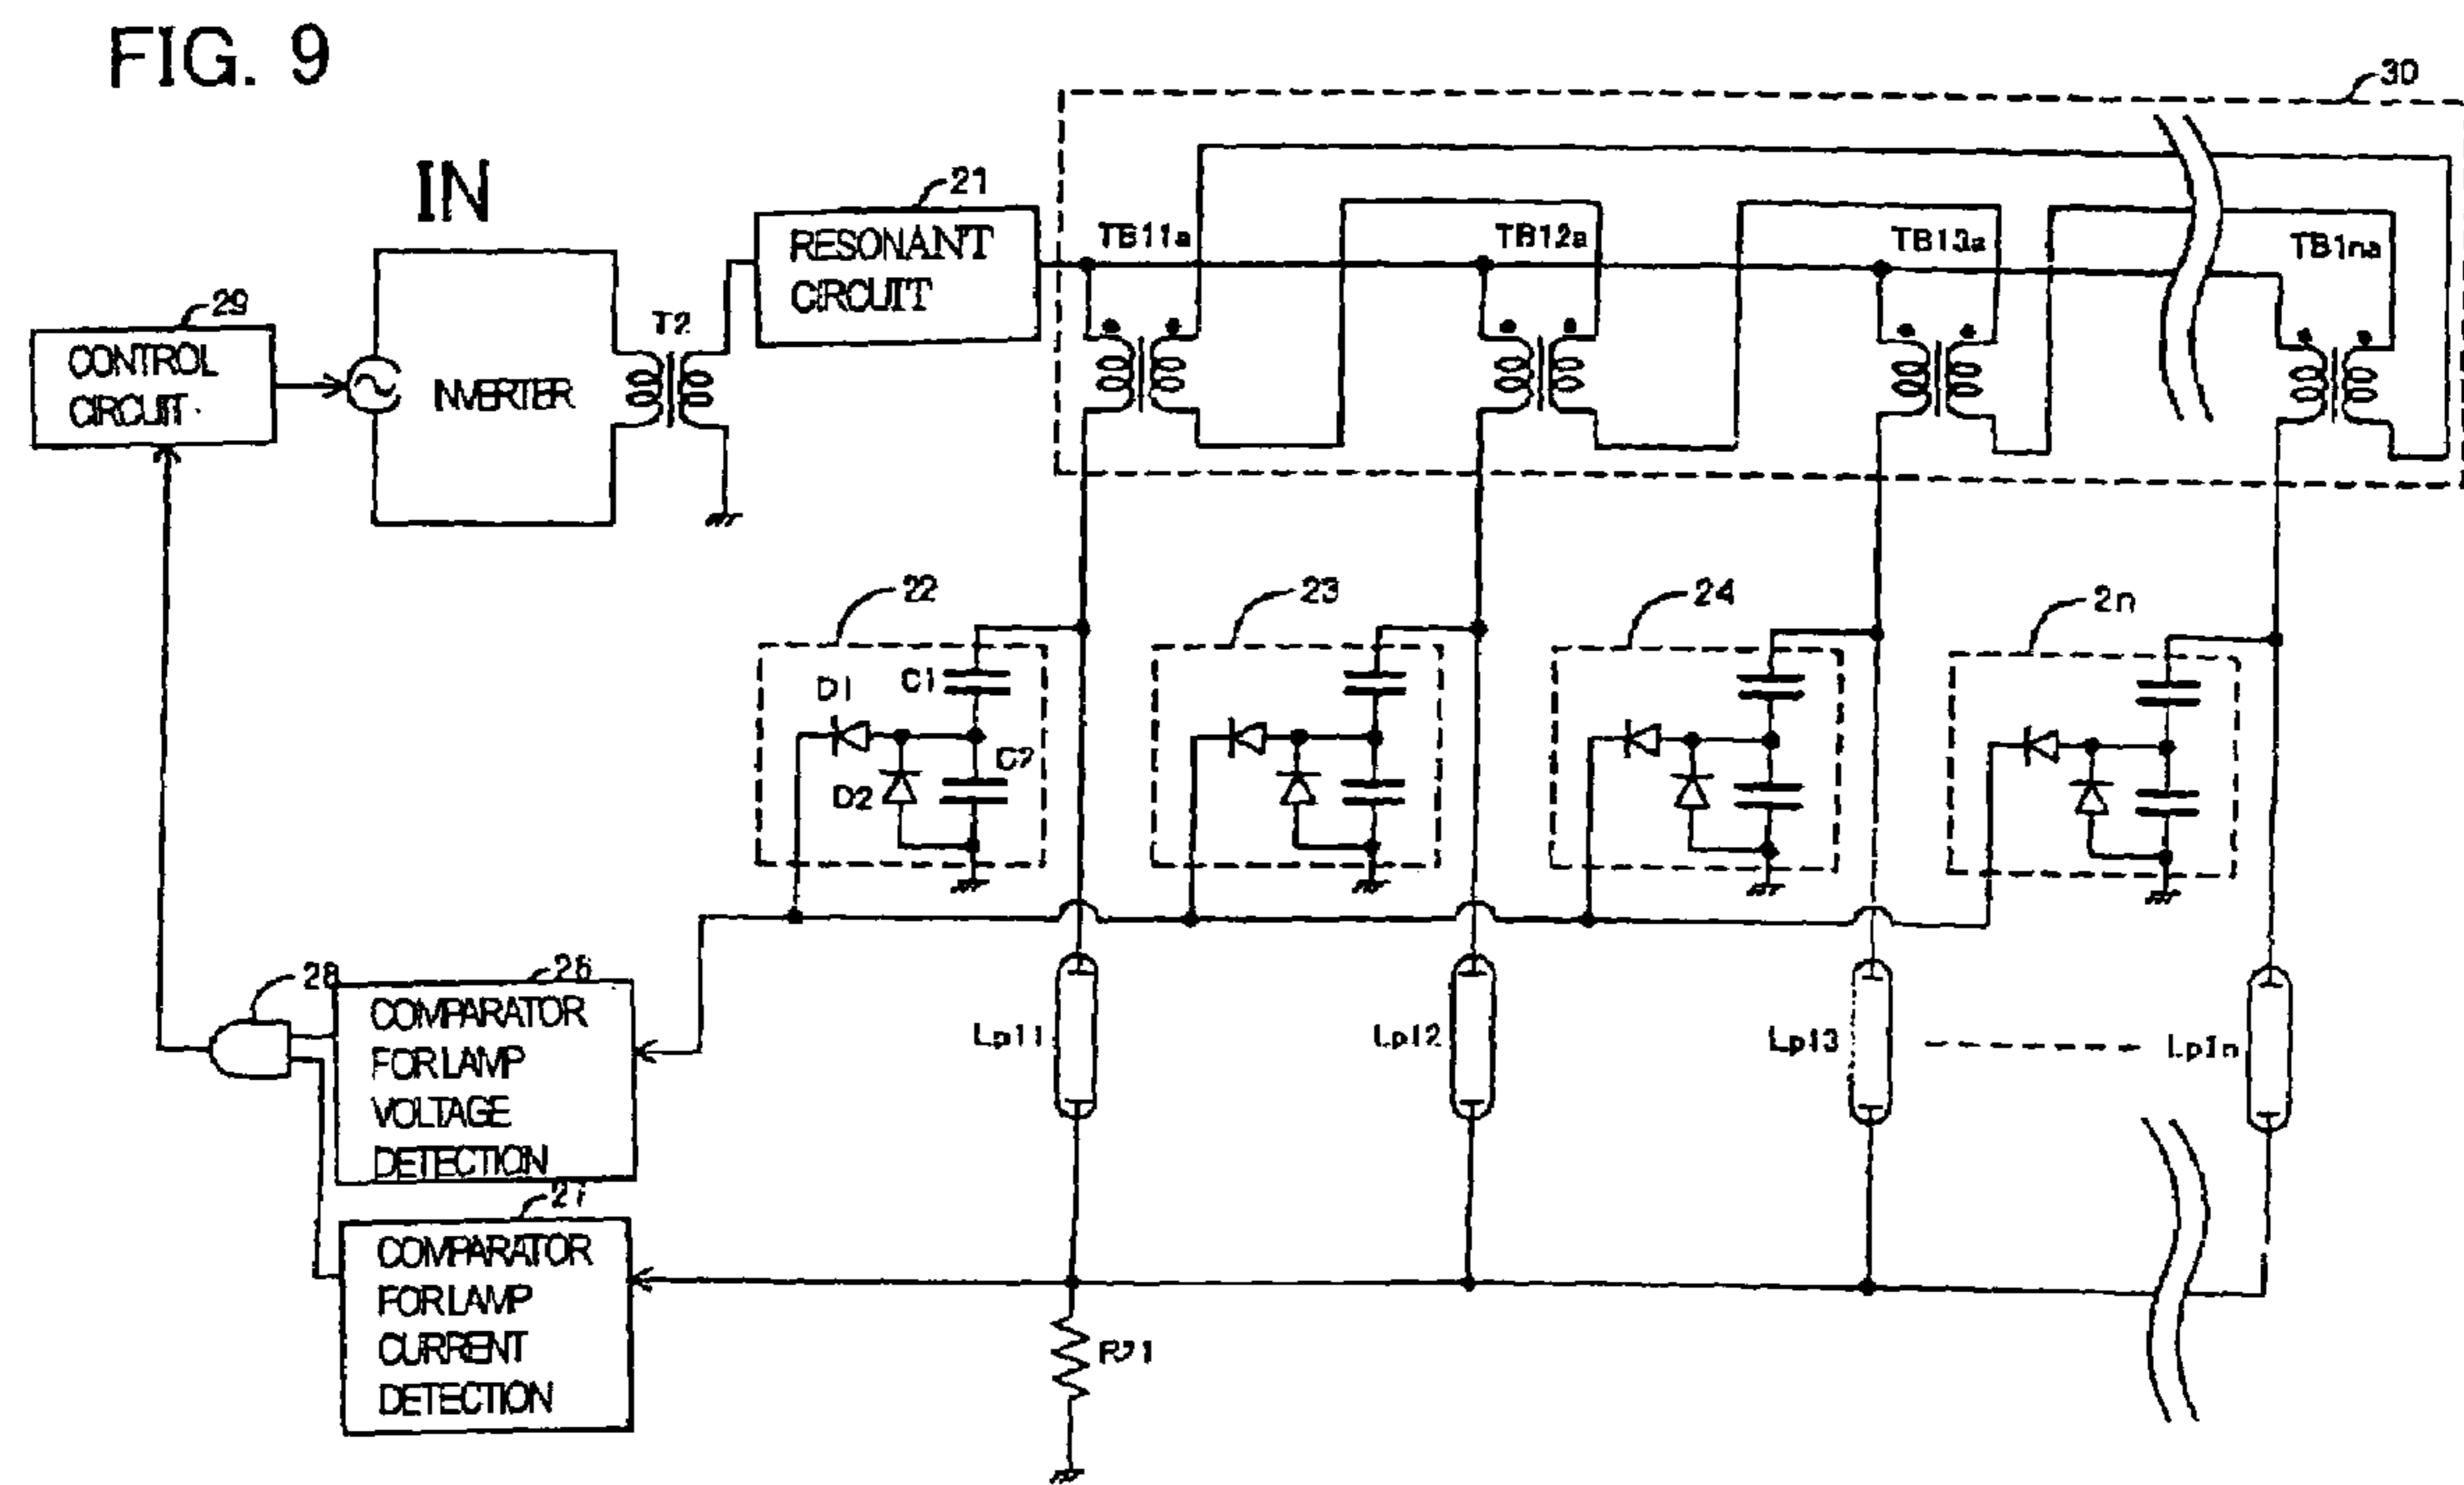 FIG. 9
30
IN
21
RESONANT
CIRCUIT
TB11a
TB12a
TB13a
TB1na
29
CONTROL
CIRCUIT
T2
INVERTER
22
23
24
2n
D1
C1
C2
D2
28
COMPARATOR
FOR LAMP
VOLTAGE
DETECTION
Lp11
Lp12
Lp13
Lp1n
27
COMPARATOR
FOR LAMP
CURRENT
DETECTION
R21